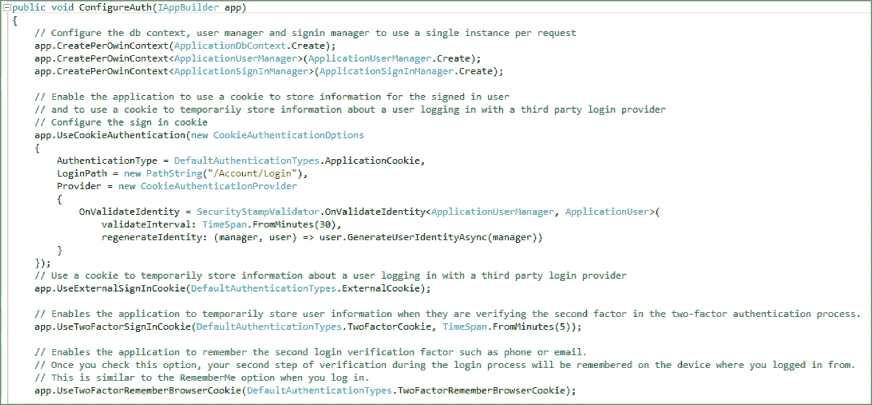 public void ConfigureAuth(IAppBuilder app)
{
// Configure the db context, user manager and signin manager to use a single instance per request
app.CreatePerOwinContext(ApplicationDbContext.Create);
app.CreatePerOwinContext<ApplicationUserManager>(ApplicationUserManager.Create);
app.CreatePerOwinContext<ApplicationSignInManager>(ApplicationSignInManager.Create);
// Enable the application to use a cookie to store information for the signed in user
// and to use a cookie to temporarily store information about a user logging in with a third party login provider
// Configure the sign in cookie
app.UseCookieAuthentication(new CookieAuthenticationOptions
{
AuthenticationType = DefaultAuthenticationTypes.ApplicationCookie,
LoginPath = new PathString("/Account/Login"),
Provider = new CookieAuthenticationProvider
{
OnValidateIdentity = SecurityStampValidator.OnValidateIdentity<ApplicationUserManager, ApplicationUser>(
validateInterval: TimeSpan.FromMinutes(30),
regenerateIdentity: (manager, user) => user.GenerateUserIdentityAsync(manager))
}
});
// Use a cookie to temporarily store information about a user logging in with a third party login provider
app.UseExternalSignInCookie(DefaultAuthenticationTypes.ExternalCookie);
// Enables the application to temporarily store user information when they are verifying the second factor in the two-factor authentication process.
app.UseTwoFactorSignInCookie(DefaultAuthenticationTypes.TwoFactorCookie, TimeSpan.FromMinutes(5));
// Enables the application to remember the second login verification factor such as phone or email.
// Once you check this option, your second step of verification during the login process will be remembered on the device where you logged in from.
// This is similar to the RememberMe option when you log in.
app.UseTwoFactorRememberBrowserCookie(DefaultAuthenticationTypes.TwoFactorRememberBrowserCookie);